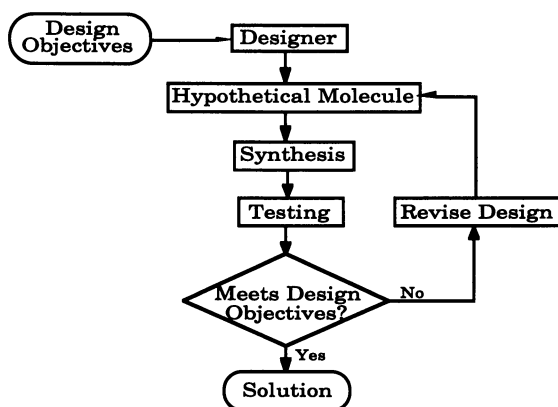 Design
Objectives
Designer
Hypothetical Molecule
Synthesis
Testing
Revise Design
Meets Design
Objectives?
No
Yes
Solution